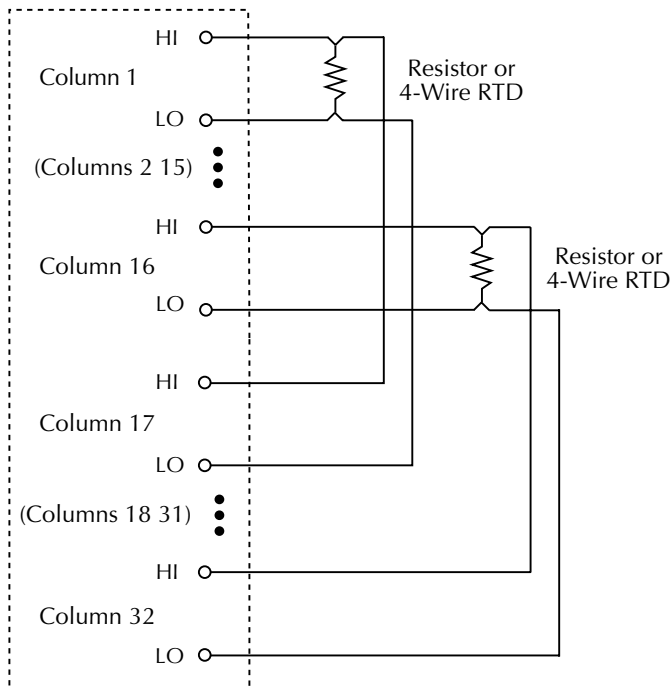 HI
Column 1
Resistor or
4-Wire RTD
LO
(Columns 2 15)
HI
Column 16
Resistor or
4-Wire RTD
LO
HI
Column 17
LO
(Columns 18 31)
HI
Column 32
LO